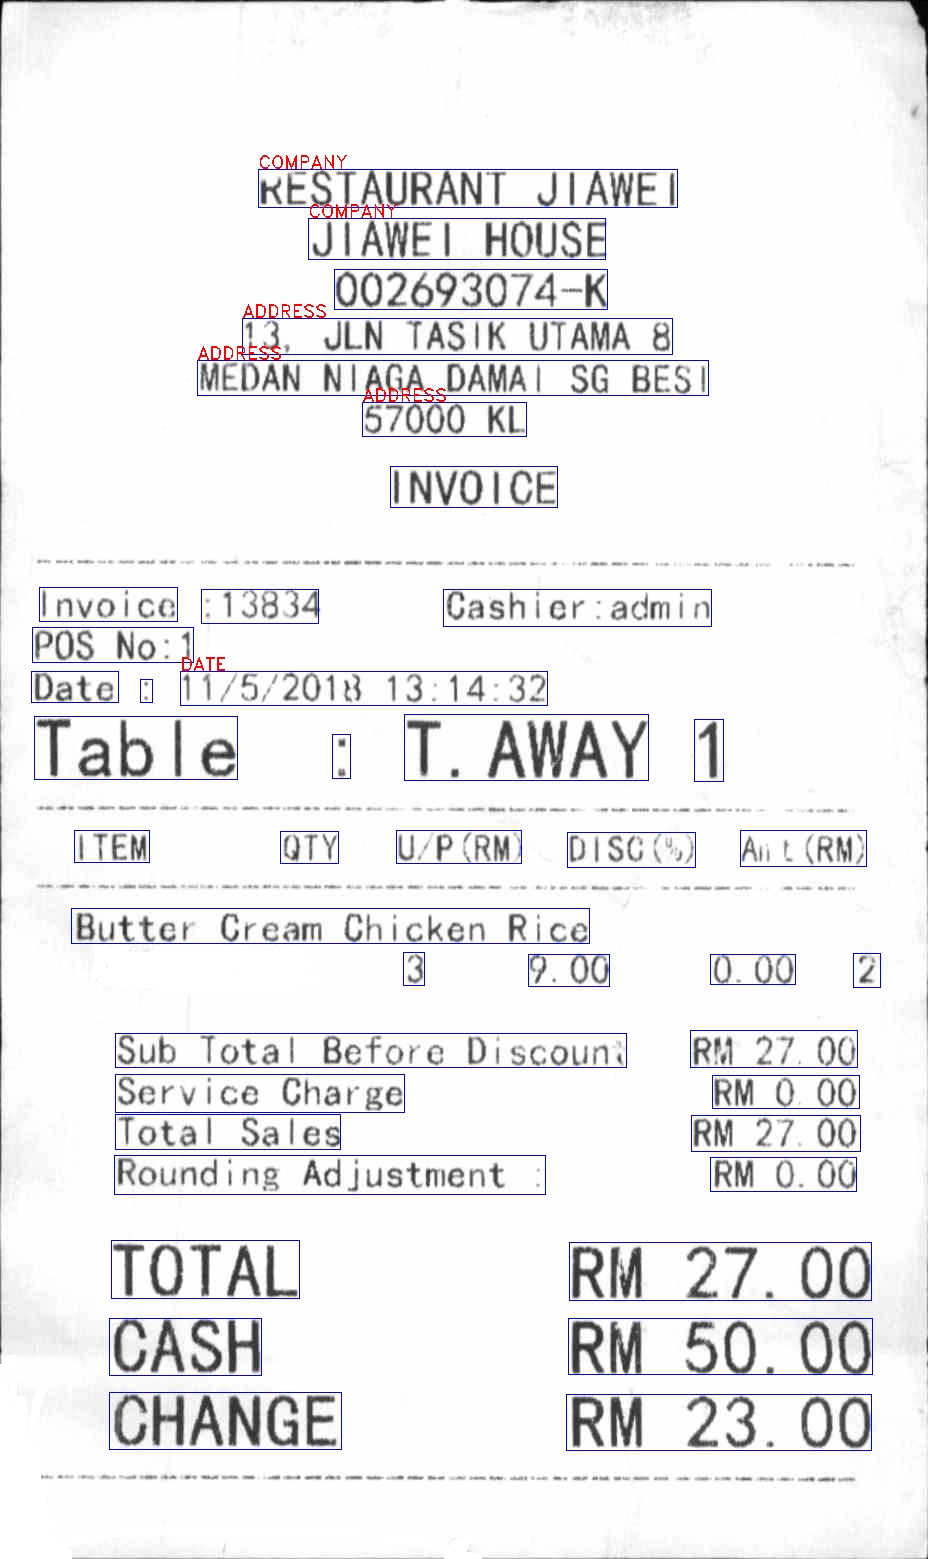 COMPANY
RESTAURANT JIAWEI
COMPANY
JIAWEI HOUSE
002693074-K
ADDRESS
13, JLN TASIK UTAMA 8
ADDRESS
MEDAN NIAGA DAMAI SG BESI
ADDRESS
57000 KL
INVOICE
Invoice :13834 Cashier:admin
POS No:1
DATE
Date : 11/5/2018 13:14:32
Table : T. AWAY 1
ITEM QTY U/P(RM) DISC(%) Amt(RM)
Butter Cream Chicken Rice
3 9.00 0.00 2
Sub Total Before Discount RM 27.00
Service Charge RM 0.00
Total Sales RM 27.00
Rounding Adjustment : RM 0.00
TOTAL RM 27.00
CASH RM 50.00
CHANGE RM 23.00